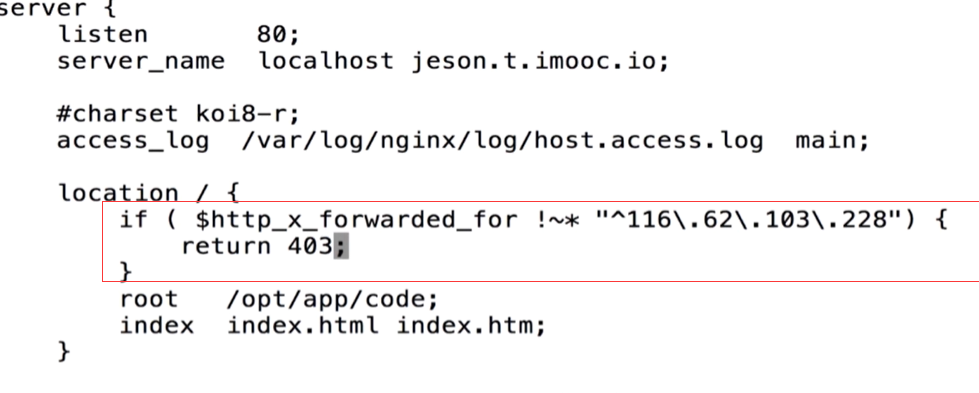 server {
    listen       80;
    server_name  localhost jeson.t.imooc.io;
    #charset koi8-r;
    access_log  /var/log/nginx/log/host.access.log  main;
    location / {
        if ( $http_x_forwarded_for !~* "^116\.62\.103\.228") {
            return 403;
        }
        root   /opt/app/code;
        index  index.html index.htm;
    }